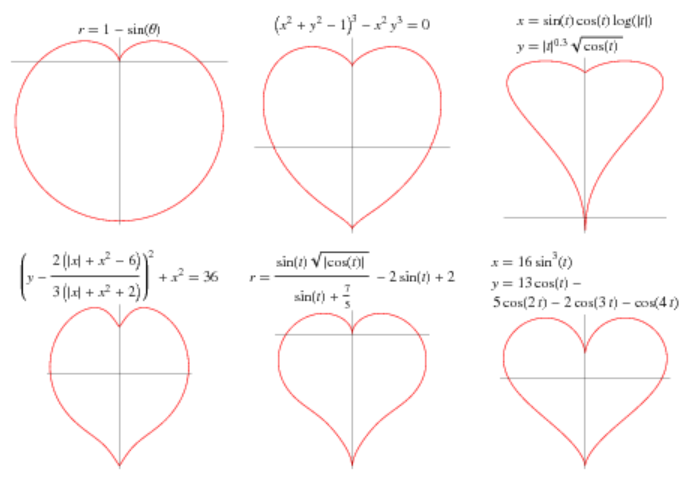 r = 1 − sin(θ)
(x² + y² − 1)³ − x² y³ = 0
x = sin(t) cos(t) log(|t|)
y = |t|^0.3 √cos(t)
(y − 2(|x| + x² − 6) / 3(|x| + x² + 2))² + x² = 36
r = sin(t) √|cos(t)| / (sin(t) + 7/5) − 2 sin(t) + 2
x = 16 sin³(t)
y = 13 cos(t) −
5 cos(2 t) − 2 cos(3 t) − cos(4 t)